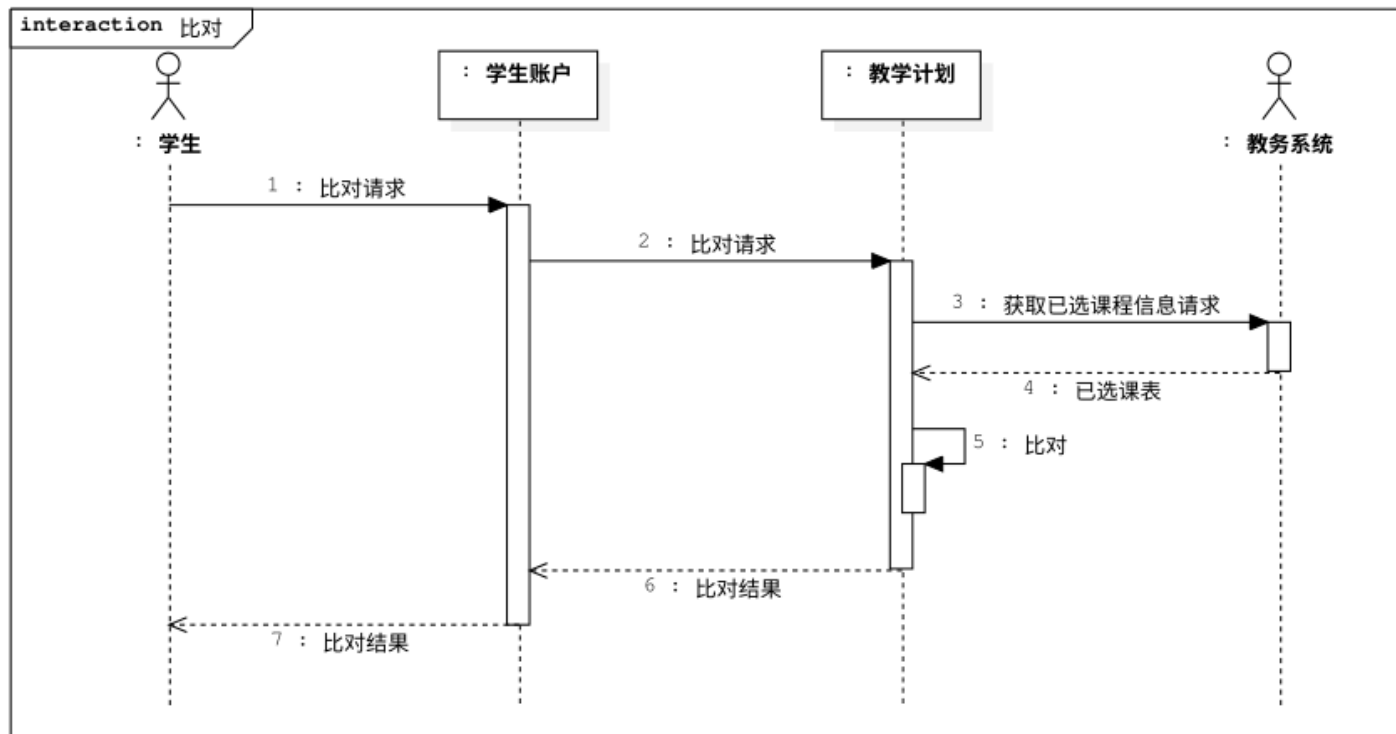 interaction 比对
: 学生账户
: 教学计划
: 学生
: 教务系统
1 : 比对请求
2 : 比对请求
3 : 获取已选课程信息请求
4 : 已选课表
5 : 比对
6 : 比对结果
7 : 比对结果